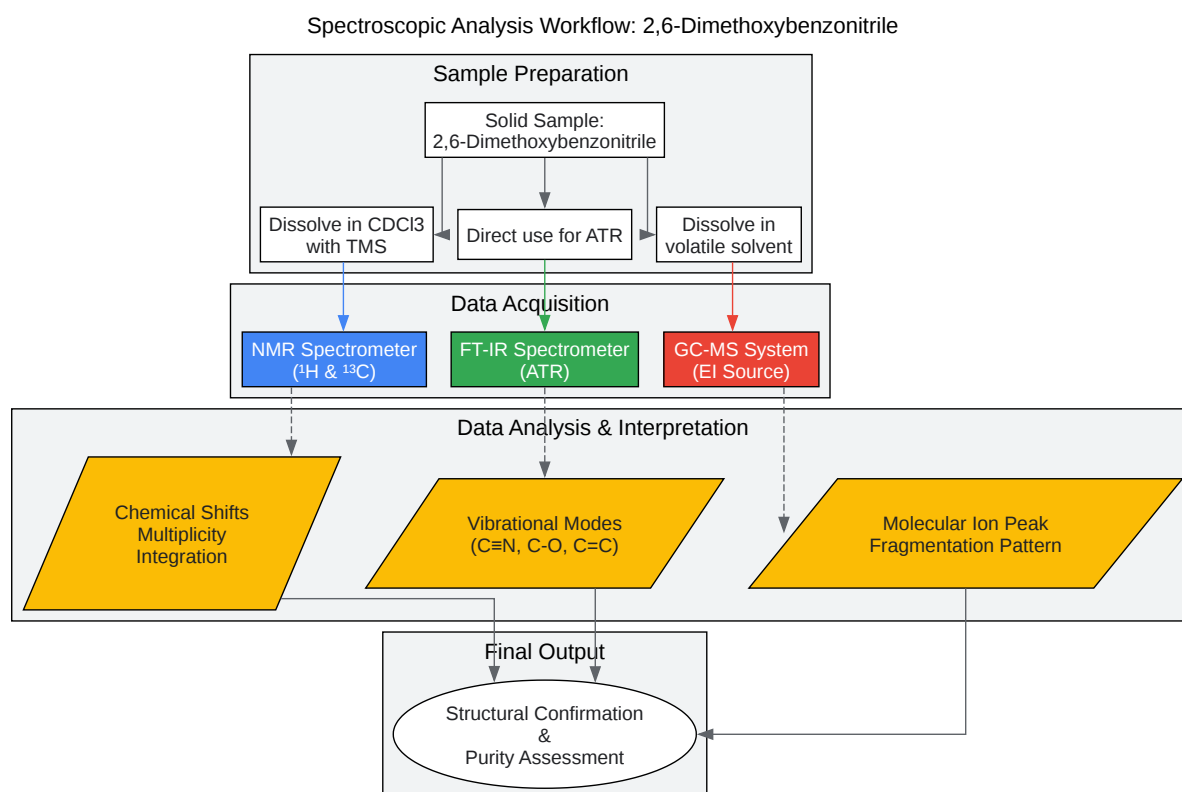 Spectroscopic Analysis Workflow: 2,6-Dimethoxybenzonitrile
Sample Preparation
Solid Sample:
2,6-Dimethoxybenzonitrile
Dissolve in CDCl3
with TMS
Direct use for ATR
Dissolve in
volatile solvent
Data Acquisition
NMR Spectrometer
(¹H & ¹³C)
FT-IR Spectrometer
(ATR)
GC-MS System
(EI Source)
Data Analysis & Interpretation
Chemical Shifts
Multiplicity
Integration
Vibrational Modes
(C≡N, C-O, C=C)
Molecular Ion Peak
Fragmentation Pattern
Final Output
Structural Confirmation
&
Purity Assessment